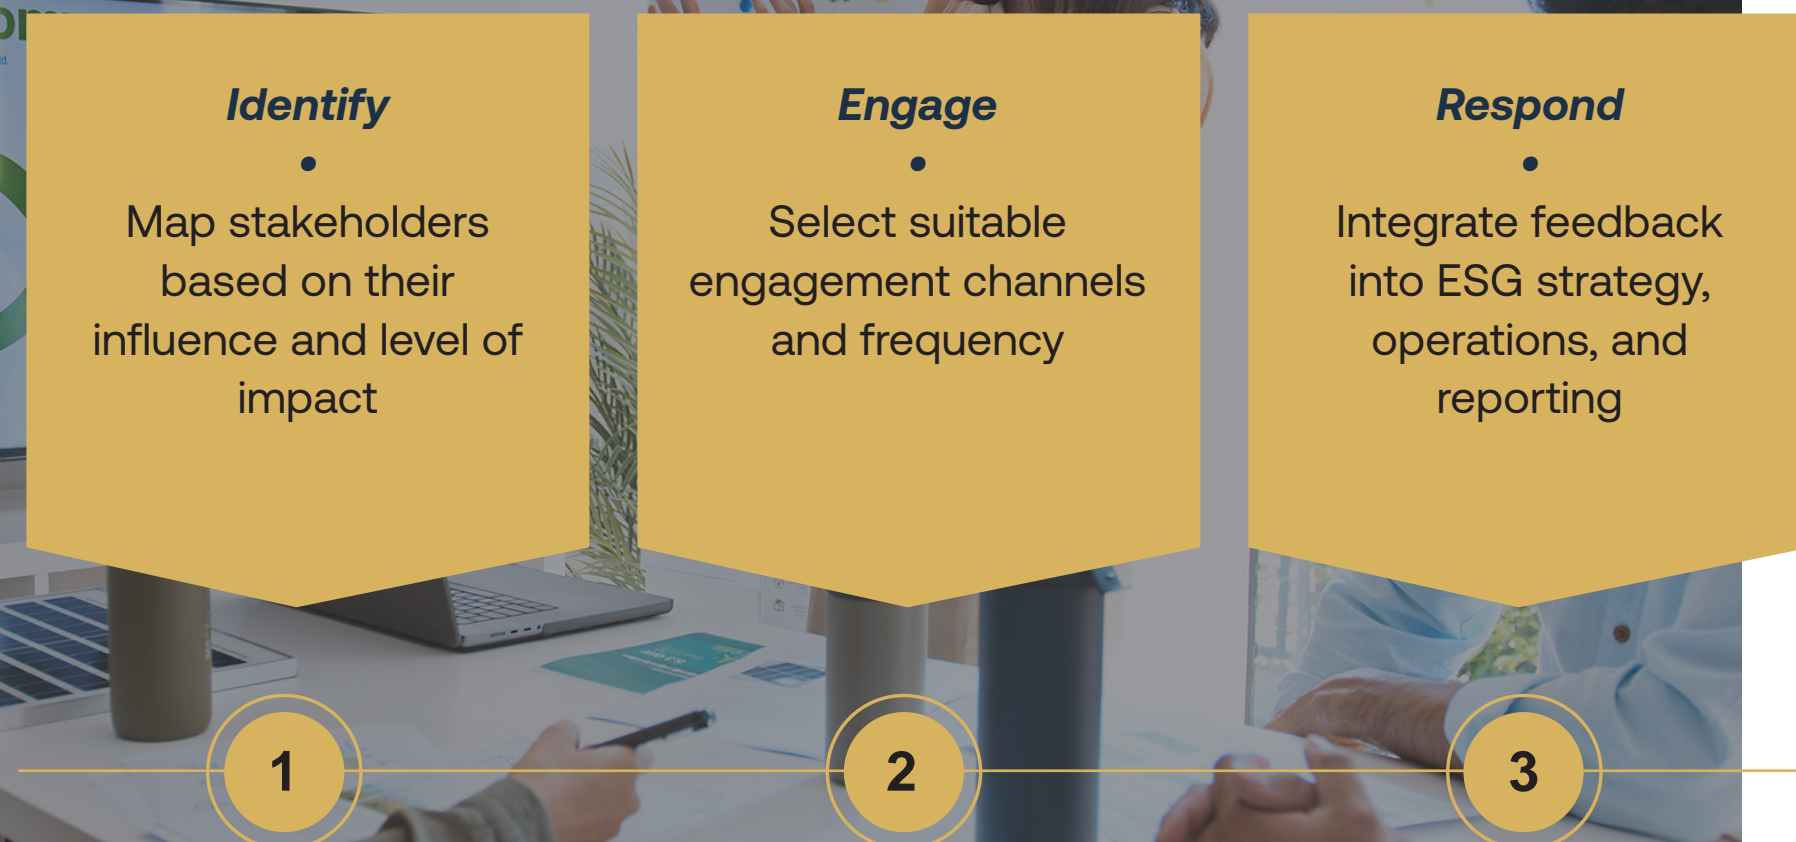 Identify
•
Map stakeholders
based on their
influence and level of
impact
Engage
•
Select suitable
engagement channels
and frequency
Respond
•
Integrate feedback
into ESG strategy,
operations, and
reporting
1
2
3